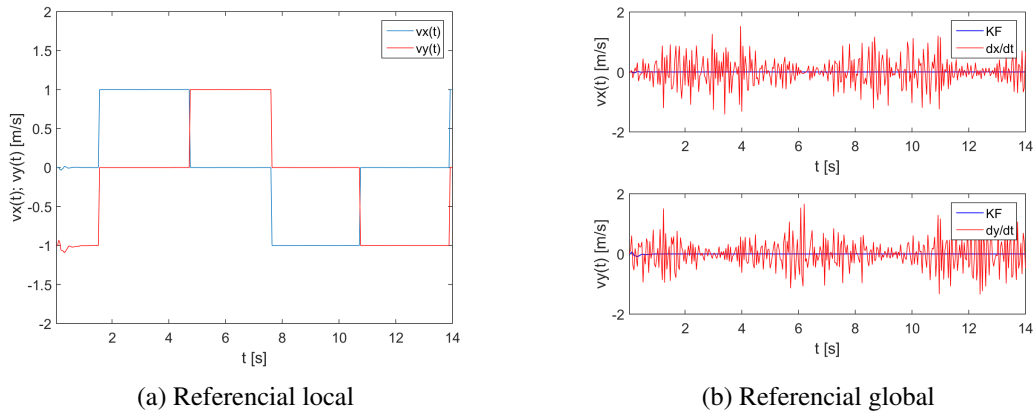 2
1.5
1
0.5
0
-0.5
-1
-1.5
-2
vx(t); vy(t) [m/s]
vx(t)
vy(t)
2 4 6 8 10 12 14
t [s]
(a) Referencial local
2
0
-2
vx(t) [m/s]
KF
dx/dt
2 4 6 8 10 12 14
t [s]
2
0
-2
vy(t) [m/s]
KF
dy/dt
2 4 6 8 10 12 14
t [s]
(b) Referencial global